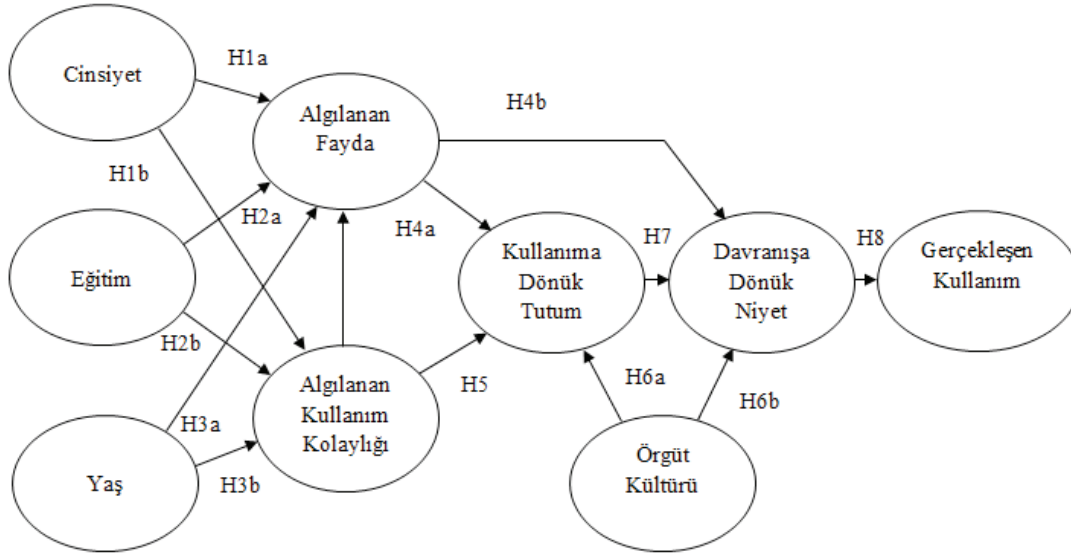 Cinsiyet
H1a
Algılanan
Fayda
H4b
H1b
H2a
H4a
Eğitim
Kullanıma
Dönük
Tutum
H7
Davranışa
Dönük
Niyet
H8
Gerçekleşen
Kullanım
H2b
Algılanan
Kullanım
Kolaylığı
H5
H6a
H6b
H3a
H3b
Yaş
Örgüt
Kültürü